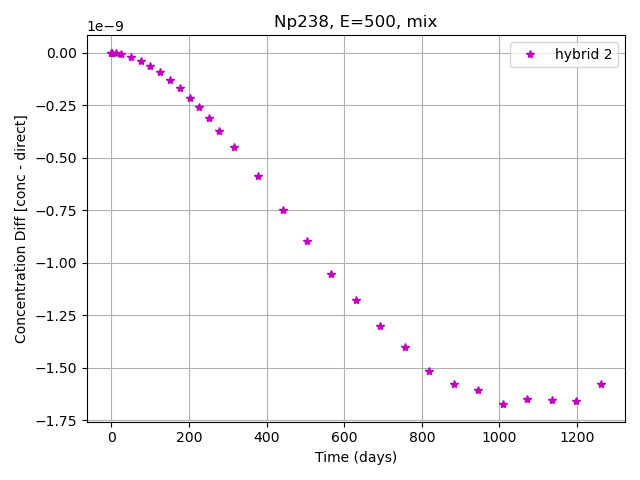 Np238, E=500, mix
1e−9
hybrid 2
0.00
−0.25
−0.50
−0.75
−1.00
−1.25
−1.50
−1.75
Concentration Diff [conc - direct]
0 200 400 600 800 1000 1200
Time (days)